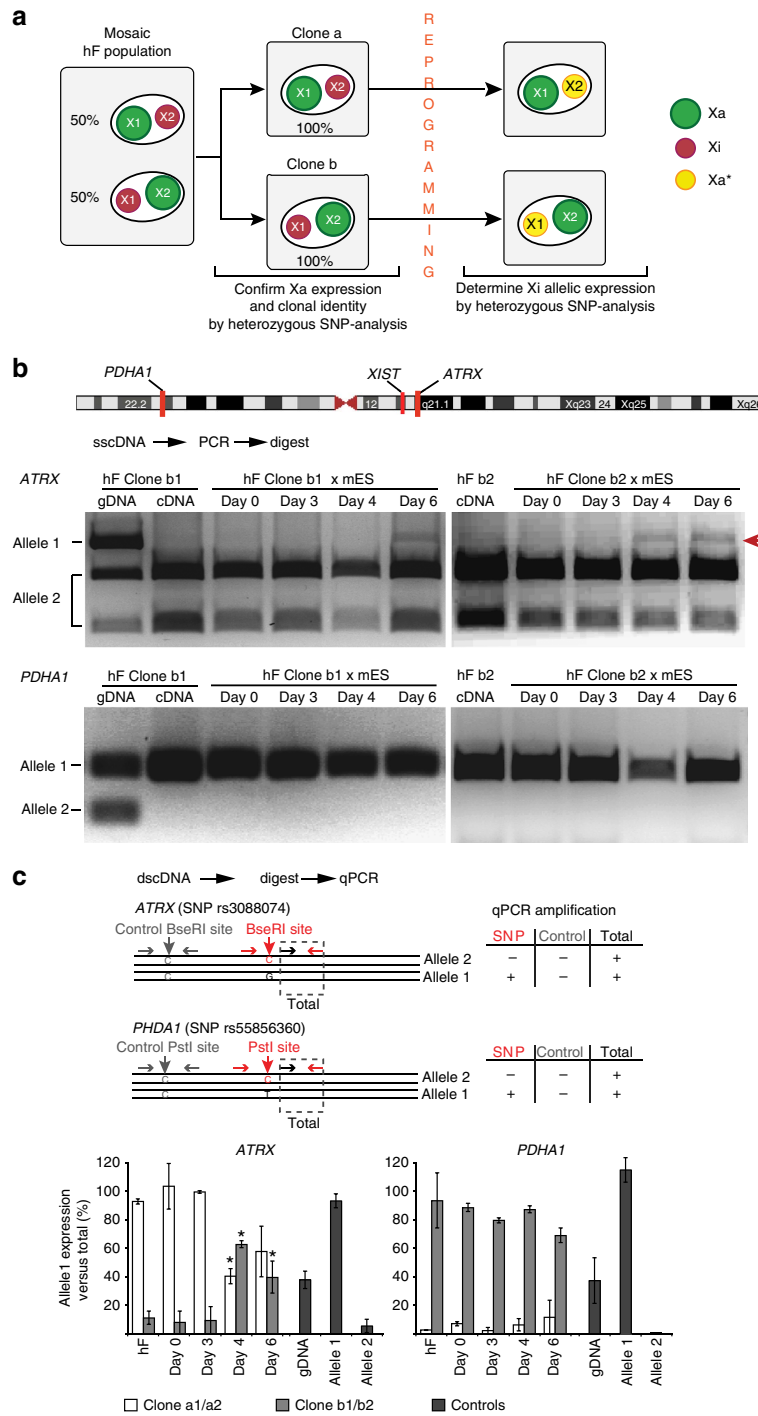 a
Mosaic
hF population
50%
X1
X2
50%
X1
X2
Clone a
X1
X2
100%
Clone b
X1
X2
100%
REPROGRAMMING
X1
X2
X1
X2
Xa
Xi
Xa*
Confirm Xa expression
and clonal identity
by heterozygous SNP-analysis
Determine Xi allelic expression
by heterozygous SNP-analysis
b
PDHA1
XIST
ATRX
22.2
12
q21.1
Xq23
24
Xq25
Xq26
sscDNA PCR digest
ATRX
hF Clone b1
hF Clone b1 x mES
hF b2
hF Clone b2 x mES
gDNA cDNA Day 0 Day 3 Day 4 Day 6 cDNA Day 0 Day 3 Day 4 Day 6
Allele 1
Allele 2
PDHA1
hF Clone b1
hF Clone b1 x mES
hF b2
hF Clone b2 x mES
gDNA cDNA Day 0 Day 3 Day 4 Day 6 cDNA Day 0 Day 3 Day 4 Day 6
Allele 1
Allele 2
c
dscDNA digest qPCR
ATRX (SNP rs3088074)
Control BseRI site BseRI site
C C Allele 2
C G Allele 1
Total
qPCR amplification
SNP Control Total
– – +
+ – +
PHDA1 (SNP rs55856360)
Control PstI site PstI site
C C Allele 2
C T Allele 1
Total
SNP Control Total
– – +
+ – +
ATRX
Allele1 expression
versus total (%)
120
100
80
60
40
20
* * *
hF Day 0 Day 3 Day 4 Day 6 gDNA Allele 1 Allele 2
PDHA1
120
100
80
60
40
20
hF Day 0 Day 3 Day 4 Day 6 gDNA Allele 1 Allele 2
Clone a1/a2 Clone b1/b2 Controls